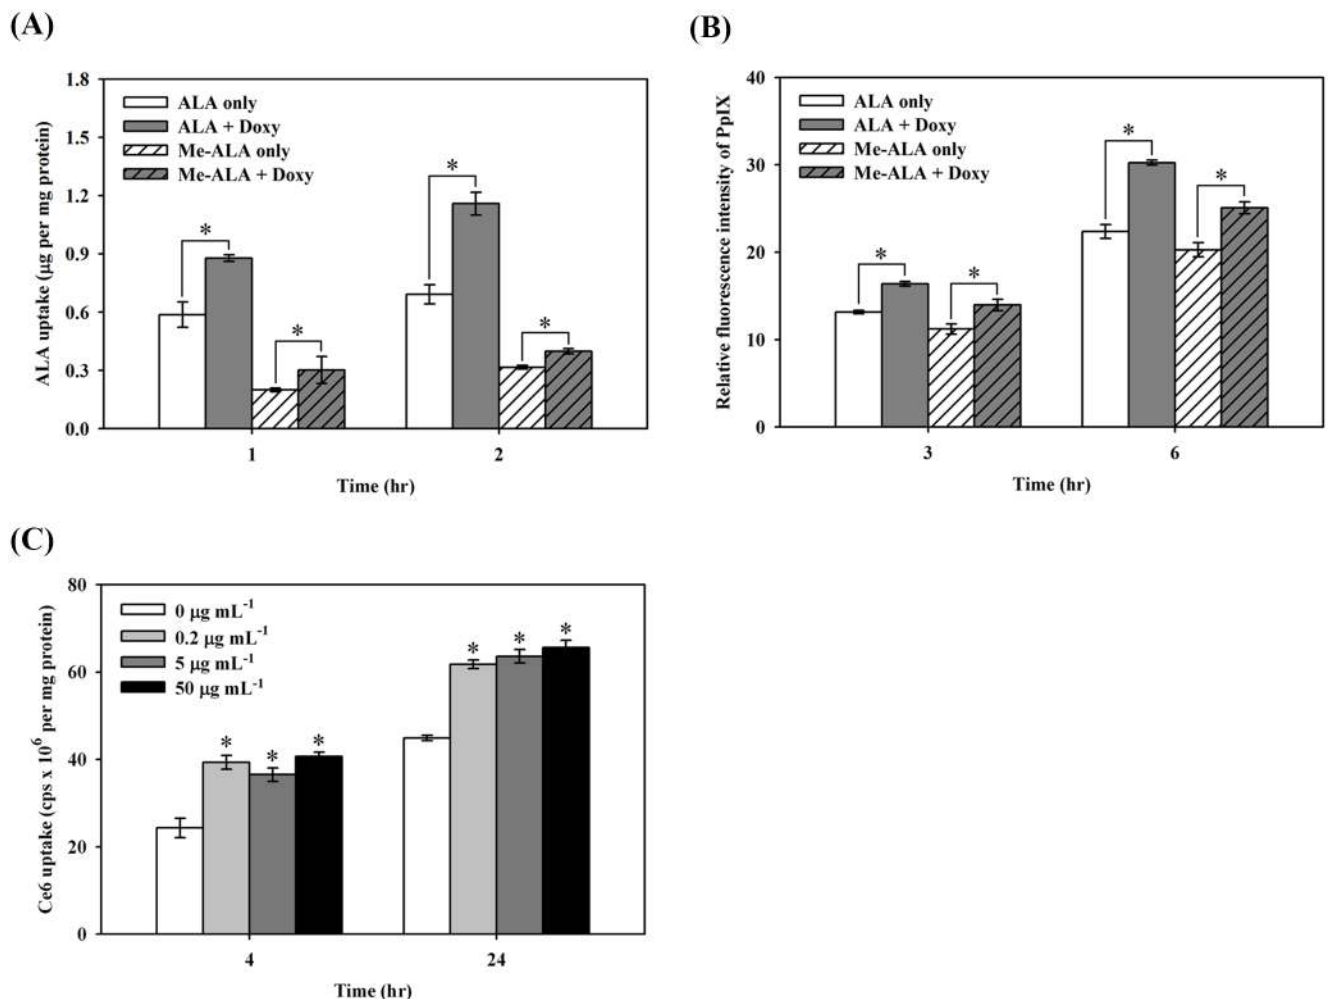 (A)
ALA uptake (µg per mg protein)
1.8
1.5
1.2
0.9
0.6
0.3
0.0
ALA only
ALA + Doxy
Me-ALA only
Me-ALA + Doxy
*
*
*
*
1
2
Time (hr)
(B)
Relative fluorescence intensity of PpIX
40
30
20
10
0
ALA only
ALA + Doxy
Me-ALA only
Me-ALA + Doxy
*
*
*
*
3
6
Time (hr)
(C)
Ce6 uptake (cps x 10⁶ per mg protein)
80
60
40
20
0
0 µg mL⁻¹
0.2 µg mL⁻¹
5 µg mL⁻¹
50 µg mL⁻¹
* * *
* * *
4
24
Time (hr)